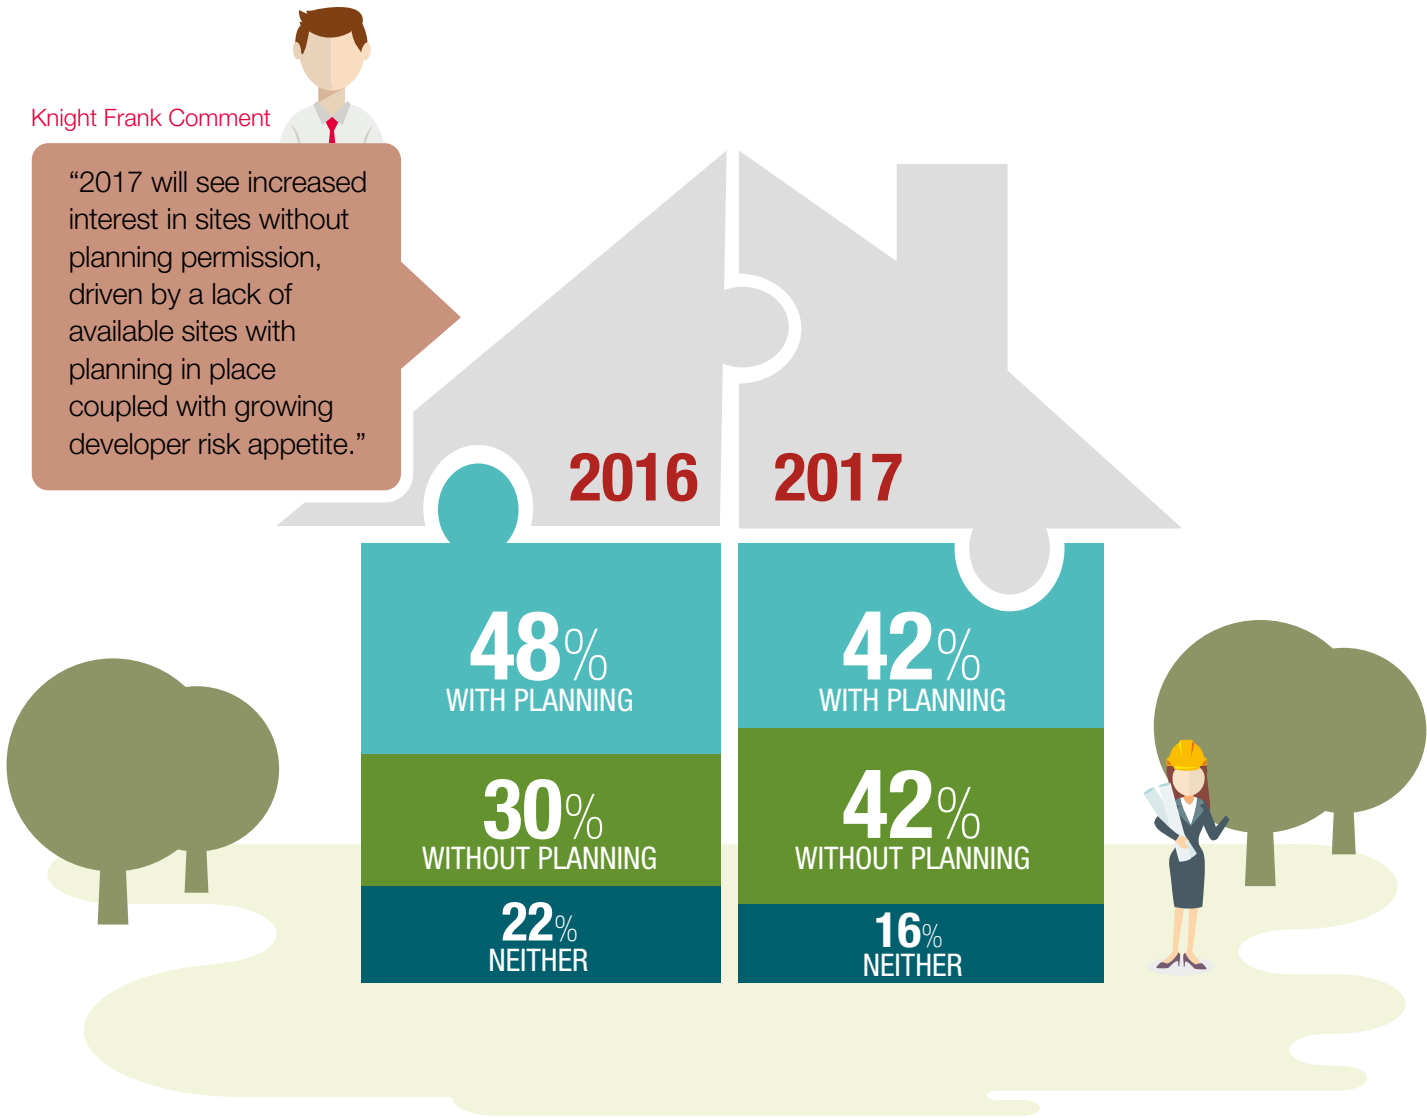 Knight Frank Comment
“2017 will see increased
interest in sites without
planning permission,
driven by a lack of
available sites with
planning in place
coupled with growing
developer risk appetite.”
2016
2017
48%
WITH PLANNING
30%
WITHOUT PLANNING
22%
NEITHER
42%
WITH PLANNING
42%
WITHOUT PLANNING
16%
NEITHER